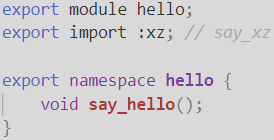 export module hello;
export import :xz; // say_xz

export namespace hello {
    void say_hello();
}